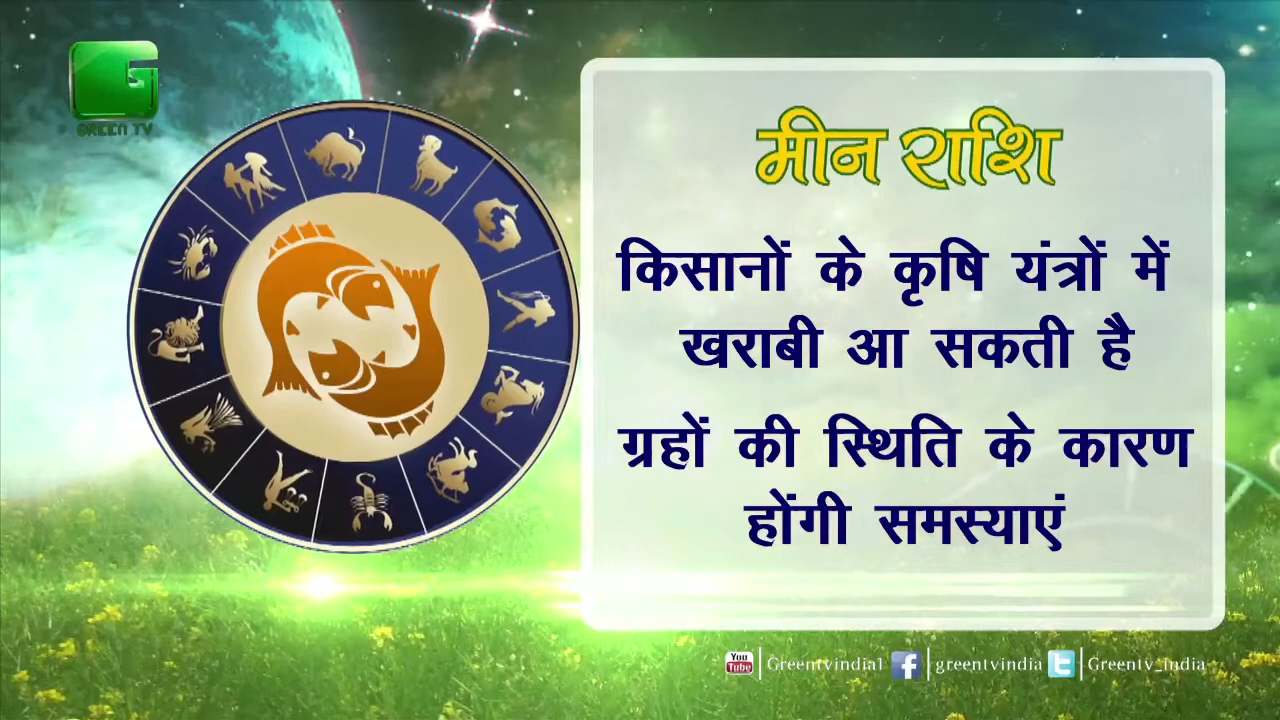 GREEN TV
मीन राशि
किसानों के कृषि यंत्रों में
खराबी आ सकती है
ग्रहों की स्थिति के कारण
होंगी समस्याएं
You Tube | Greentvindia1 f | greentvindia t | Greentv_india